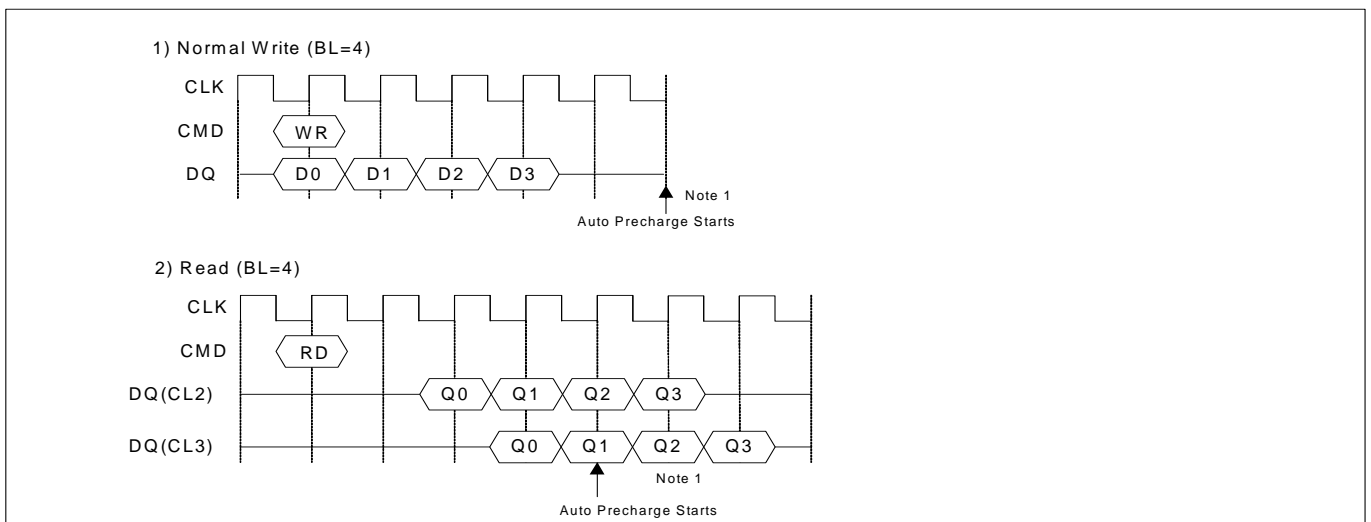 1) Normal Write (BL=4)
CLK
CMD WR
DQ D0 D1 D2 D3
Note 1
Auto Precharge Starts
2) Read (BL=4)
CLK
CMD RD
DQ(CL2) Q0 Q1 Q2 Q3
DQ(CL3) Q0 Q1 Q2 Q3
Note 1
Auto Precharge Starts